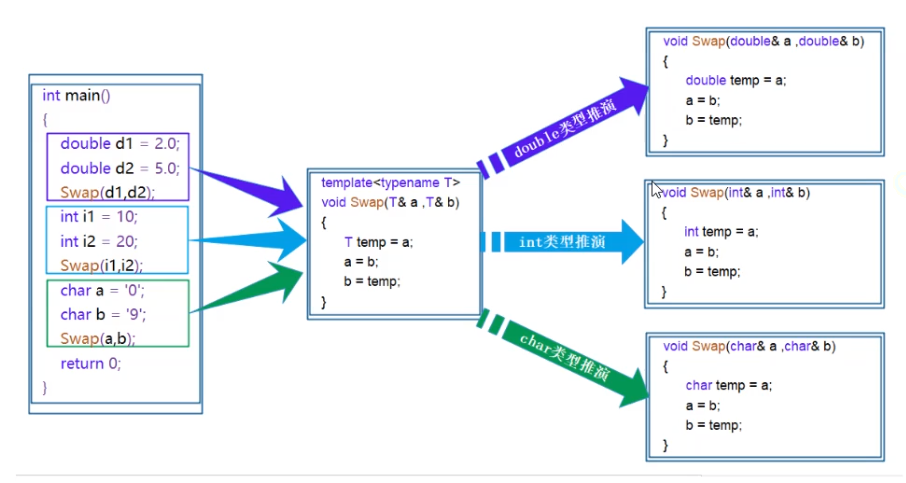 int main()
{
double d1 = 2.0;
double d2 = 5.0;
Swap(d1,d2);
int i1 = 10;
int i2 = 20;
Swap(i1,i2);
char a = '0';
char b = '9';
Swap(a,b);
return 0;
}
template<typename T>
void Swap(T& a ,T& b)
{
T temp = a;
a = b;
b = temp;
}
double类型推演
int类型推演
char类型推演
void Swap(double& a ,double& b)
{
double temp = a;
a = b;
b = temp;
}
void Swap(int& a ,int& b)
{
int temp = a;
a = b;
b = temp;
}
void Swap(char& a ,char& b)
{
char temp = a;
a = b;
b = temp;
}